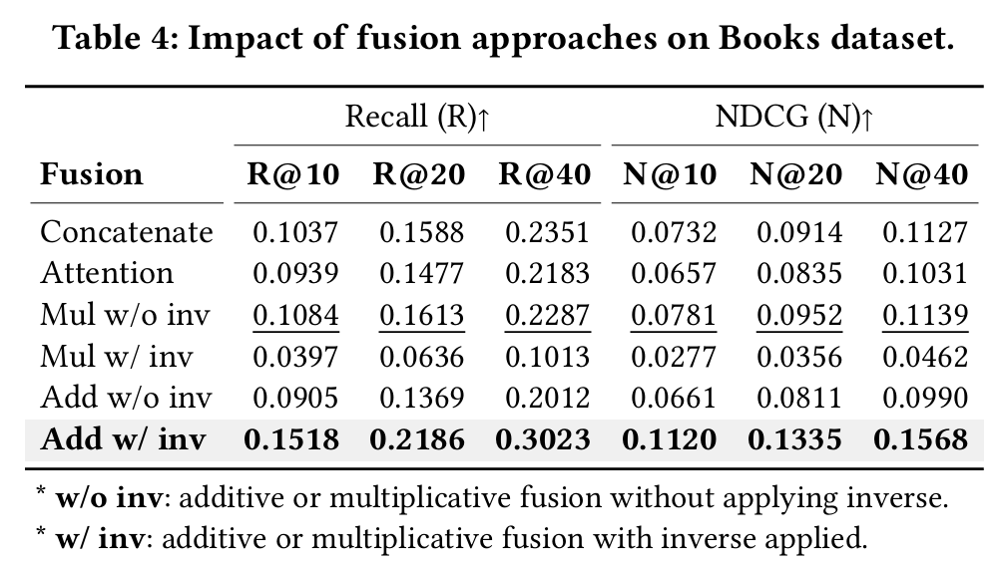 Table 4: Impact of fusion approaches on Books dataset.
Recall (R)↑ NDCG (N)↑
Fusion R@10 R@20 R@40 N@10 N@20 N@40
Concatenate 0.1037 0.1588 0.2351 0.0732 0.0914 0.1127
Attention 0.0939 0.1477 0.2183 0.0657 0.0835 0.1031
Mul w/o inv 0.1084 0.1613 0.2287 0.0781 0.0952 0.1139
Mul w/ inv 0.0397 0.0636 0.1013 0.0277 0.0356 0.0462
Add w/o inv 0.0905 0.1369 0.2012 0.0661 0.0811 0.0990
Add w/ inv 0.1518 0.2186 0.3023 0.1120 0.1335 0.1568
* w/o inv: additive or multiplicative fusion without applying inverse.
* w/ inv: additive or multiplicative fusion with inverse applied.